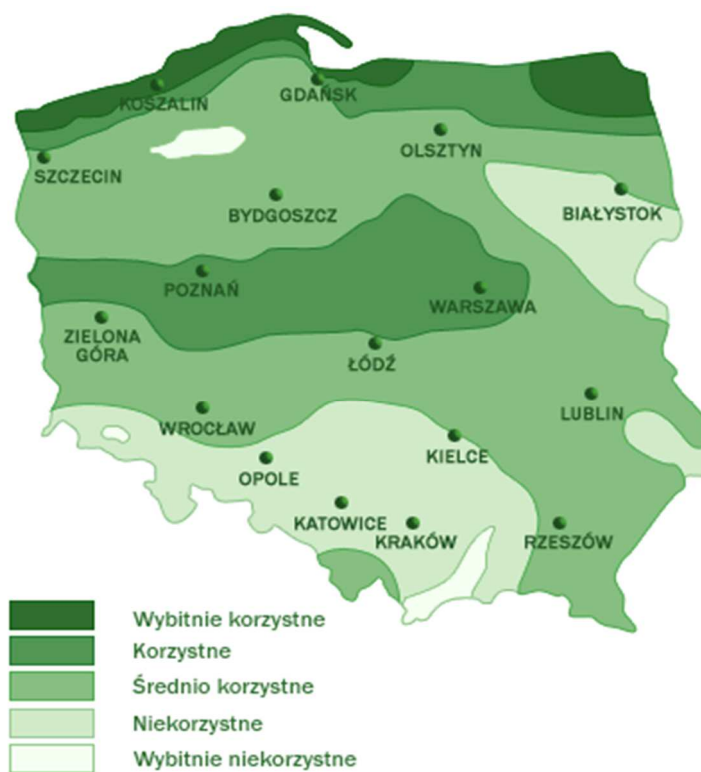 KOSZALIN
GDAŃSK
OLSZTYN
SZCZECIN
BIAŁYSTOK
BYDGOSZCZ
POZNAŃ
WARSZAWA
ZIELONA
GÓRA
ŁÓDŹ
LUBLIN
WROCŁAW
KIELCE
OPOLE
KATOWICE
KRAKÓW
RZESZÓW
Wybitnie korzystne
Korzystne
Średnio korzystne
Niekorzystne
Wybitnie niekorzystne